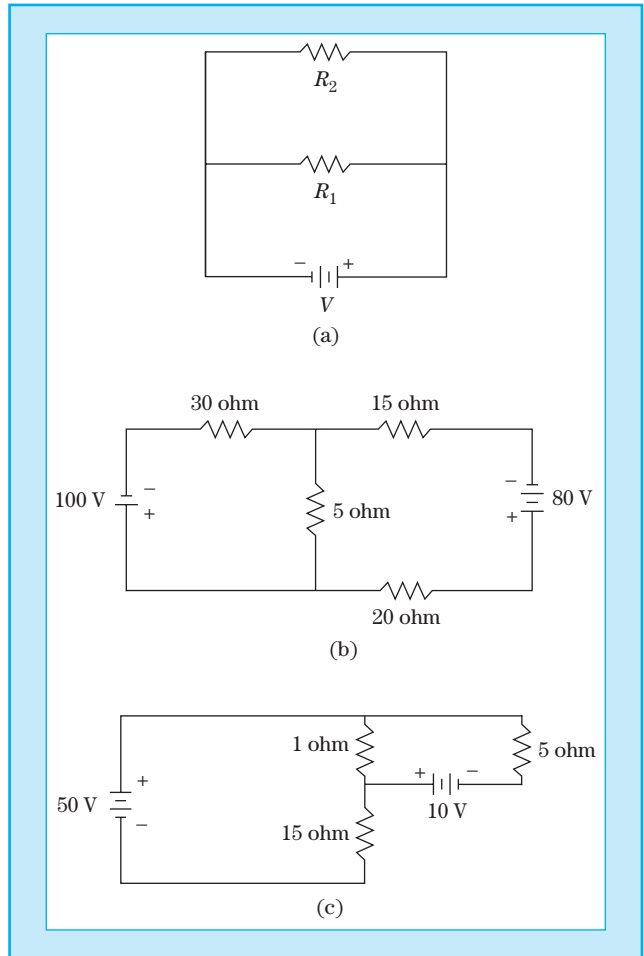 R2
R1
− +
V
(a)
30 ohm 15 ohm
− −
100 V 5 ohm 80 V
+ +
20 ohm
(b)
1 ohm 5 ohm
+ + −
50 V 10 V
−
15 ohm
(c)